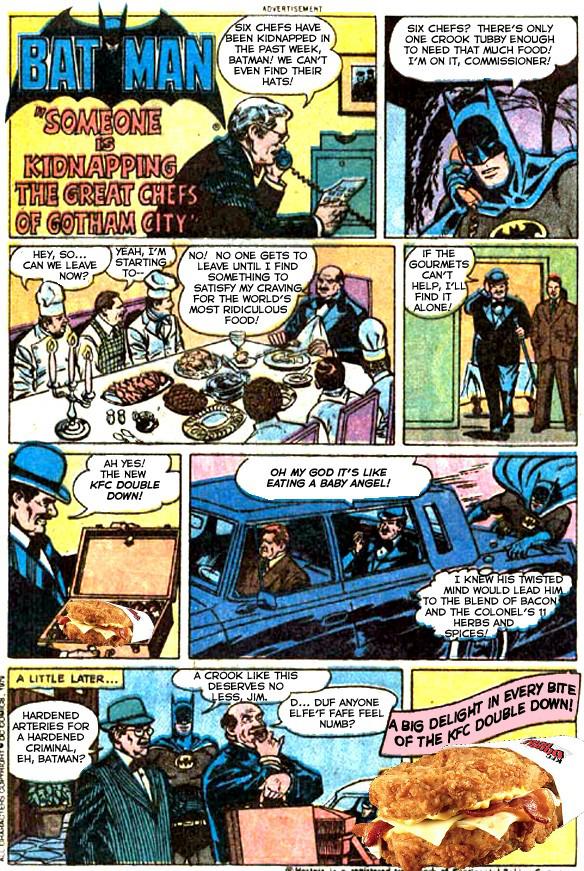 ADVERTISEMENT
BATMAN
"SOMEONE
IS
KIDNAPPING
THE GREAT CHEFS
OF GOTHAM CITY"
SIX CHEFS HAVE
BEEN KIDNAPPED IN
THE PAST WEEK,
BATMAN! WE CAN'T
EVEN FIND THEIR
HATS!
SIX CHEFS? THERE'S ONLY
ONE CROOK TUBBY ENOUGH
TO NEED THAT MUCH FOOD!
I'M ON IT, COMMISSIONER!
HEY, SO...
CAN WE LEAVE
NOW?
YEAH, I'M
STARTING
TO--
NO! NO ONE GETS TO
LEAVE UNTIL I FIND
SOMETHING TO
SATISFY MY CRAVING
FOR THE WORLD'S
MOST RIDICULOUS
FOOD!
IF THE
GOURMETS
CAN'T
HELP, I'LL
FIND IT
ALONE!
AH YES!
THE NEW
KFC DOUBLE
DOWN!
OH MY GOD IT'S LIKE
EATING A BABY ANGEL!
I KNEW HIS TWISTED
MIND WOULD LEAD HIM
TO THE BLEND OF BACON
AND THE COLONEL'S 11
HERBS AND
SPICES!
A LITTLE LATER...
HARDENED
ARTERIES FOR
A HARDENED
CRIMINAL,
EH, BATMAN?
A CROOK LIKE THIS
DESERVES NO
LESS, JIM.
D... DUF ANYONE
ELFE'F FAFE FEEL
NUMB?
A BIG DELIGHT IN EVERY BITE
OF THE KFC DOUBLE DOWN!
ALL CHARACTERS COPYRIGHT © DC COMICS, 1979